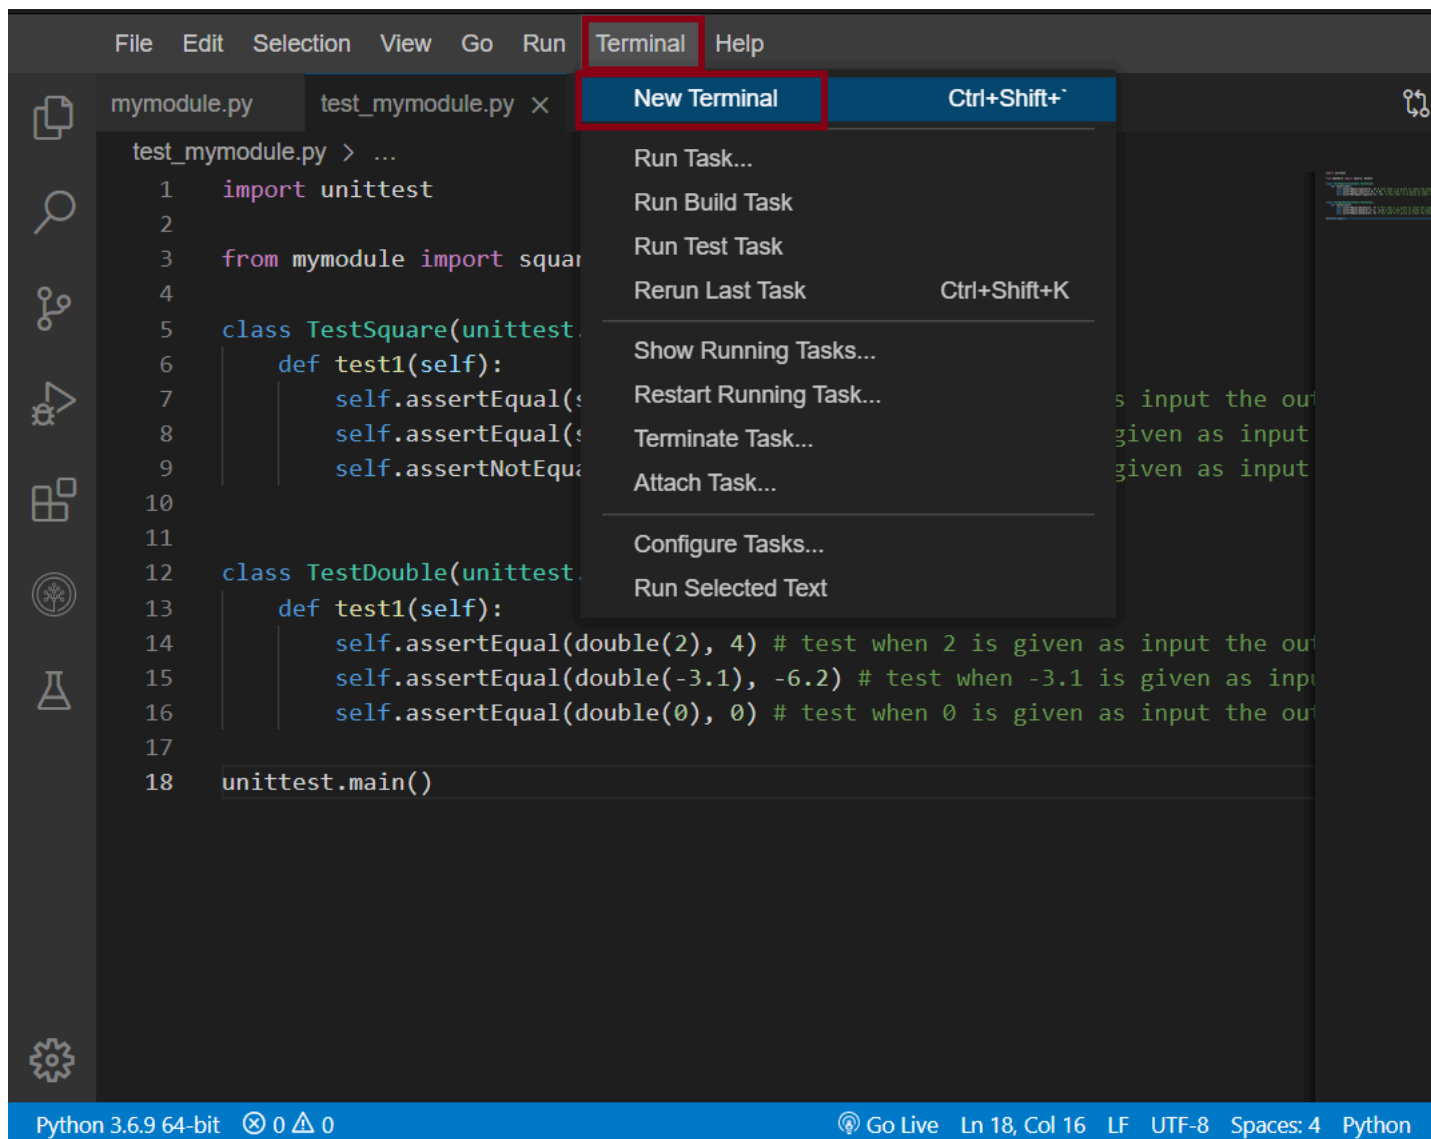 File Edit Selection View Go Run Terminal Help
mymodule.py test_mymodule.py ×
New Terminal Ctrl+Shift+`
test_mymodule.py > ...
Run Task...
Run Build Task
Run Test Task
Rerun Last Task Ctrl+Shift+K
Show Running Tasks...
Restart Running Task...
Terminate Task...
Attach Task...
Configure Tasks...
Run Selected Text
1 import unittest
2
3 from mymodule import squar
4
5 class TestSquare(unittest.
6 def test1(self):
7 self.assertEqual(s s input the out
8 self.assertEqual(s given as input
9 self.assertNotEqua given as input
10
11
12 class TestDouble(unittest.
13 def test1(self):
14 self.assertEqual(double(2), 4) # test when 2 is given as input the out
15 self.assertEqual(double(-3.1), -6.2) # test when -3.1 is given as inpu
16 self.assertEqual(double(0), 0) # test when 0 is given as input the out
17
18 unittest.main()
Python 3.6.9 64-bit 0 0 Go Live Ln 18, Col 16 LF UTF-8 Spaces: 4 Python